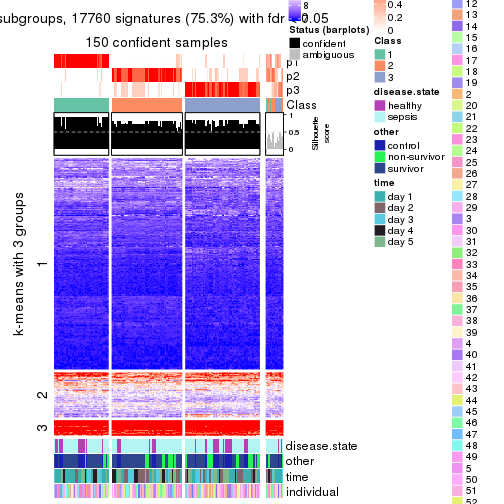 subgroups, 17760 signatures (75.3%) with fdr < 0.05
150 confident samples
p1
p2
p3
Class
1
0.5
0
Silhouette
score
k-means with 3 groups
1
2
3
disease.state
other
time
individual
8
0
Status (barplots)
confident
ambiguous
0.4
0.2
0
Class
1
2
3
disease.state
healthy
sepsis
other
control
non-survivor
survivor
time
day 1
day 2
day 3
day 4
day 5
12
13
14
15
16
17
18
19
2
20
21
22
23
24
25
26
27
28
29
3
30
31
32
33
34
35
36
37
38
39
4
40
41
42
43
44
45
46
47
48
49
5
50
51